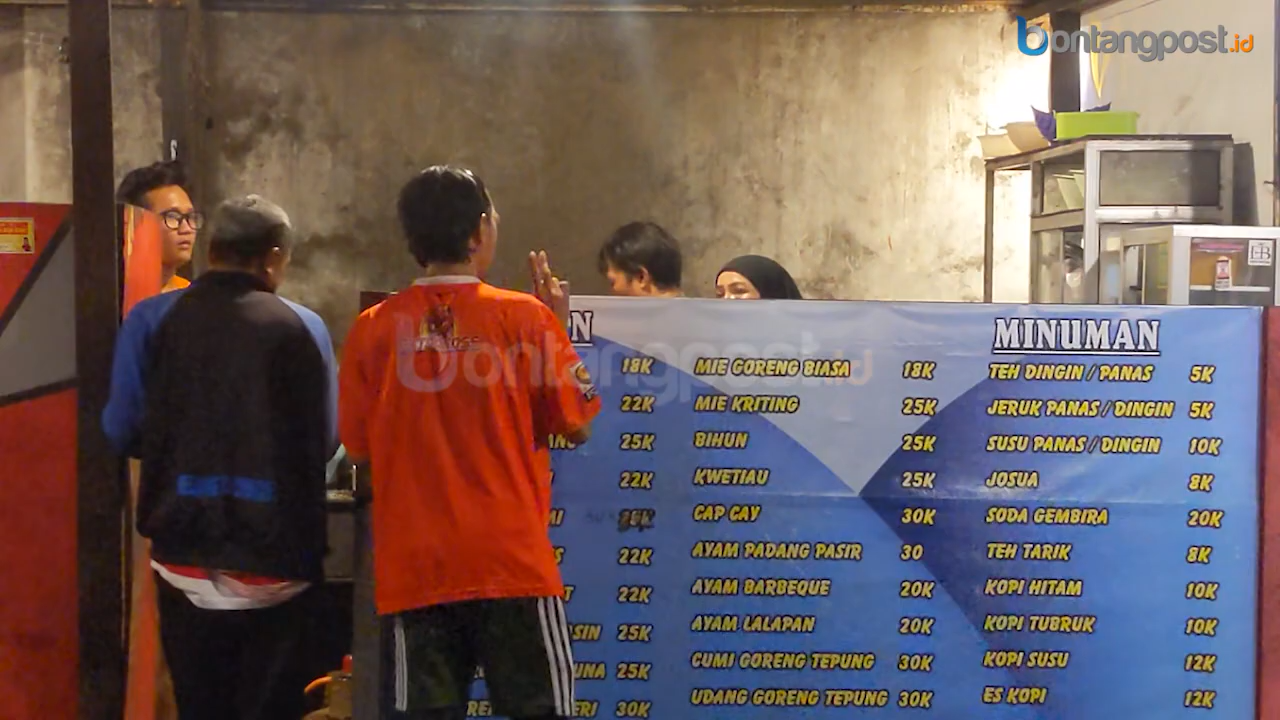 bontangpost.id
MINUMAN
18K MIE GORENG BIASA 18K TEH DINGIN / PANAS 5K
22K MIE KRITING 25K JERUK PANAS / DINGIN 5K
25K BIHUN 25K SUSU PANAS / DINGIN 10K
22K KWETIAU 25K JOSUA 8K
CAP CAY 30K SODA GEMBIRA 20K
22K AYAM PADANG PASIR 30 TEH TARIK 8K
22K AYAM BARBEQUE 20K KOPI HITAM 10K
25K AYAM LALAPAN 20K KOPI TUBRUK 10K
25K CUMI GORENG TEPUNG 30K KOPI SUSU 12K
30K UDANG GORENG TEPUNG 30K ES KOPI 12K
bontangpost.id